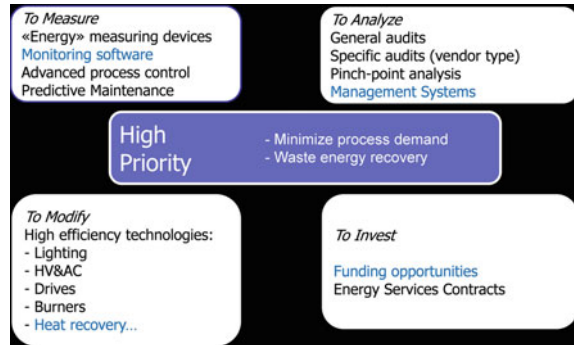 To Measure
«Energy» measuring devices
Monitoring software
Advanced process control
Predictive Maintenance
To Analyze
General audits
Specific audits (vendor type)
Pinch-point analysis
Management Systems
High
Priority
- Minimize process demand
- Waste energy recovery
To Modify
High efficiency technologies:
- Lighting
- HV&AC
- Drives
- Burners
- Heat recovery...
To Invest
Funding opportunities
Energy Services Contracts